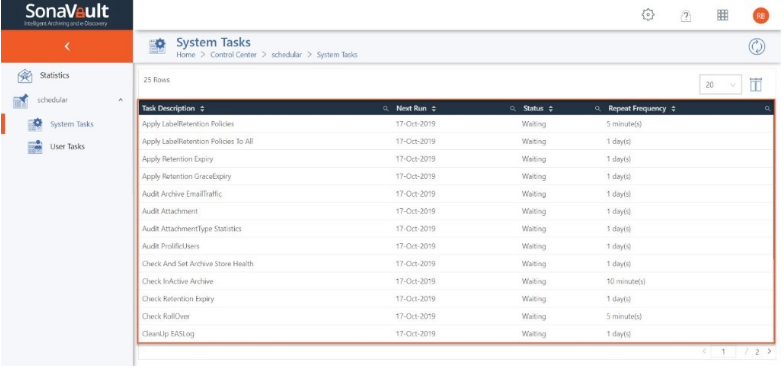 SonaVault
Intelligent Archiving and e-Discovery
RE
System Tasks
Home > Control Center > schedular > System Tasks
Statistics
schedular
System Tasks
User Tasks
25 Rows
20
Task Description Next Run Status Repeat Frequency
Apply LabelRetention Policies 17-Oct-2019 Waiting 5 minute(s)
Apply LabelRetention Policies To All 17-Oct-2019 Waiting 1 day(s)
Apply Retention Expiry 17-Oct-2019 Waiting 1 day(s)
Apply Retention GraceExpiry 17-Oct-2019 Waiting 1 day(s)
Audit Archive EmailTraffic 17-Oct-2019 Waiting 1 day(s)
Audit Attachment 17-Oct-2019 Waiting 1 day(s)
Audit AttachmentType Statistics 17-Oct-2019 Waiting 1 day(s)
Audit ProlificUsers 17-Oct-2019 Waiting 1 day(s)
Check And Set Archive Store Health 17-Oct-2019 Waiting 1 day(s)
Check InActive Archive 17-Oct-2019 Waiting 10 minute(s)
Check Retention Expiry 17-Oct-2019 Waiting 1 day(s)
Check RollOver 17-Oct-2019 Waiting 5 minute(s)
CleanUp EASLog 17-Oct-2019 Waiting 1 day(s)
< 1 / 2 >